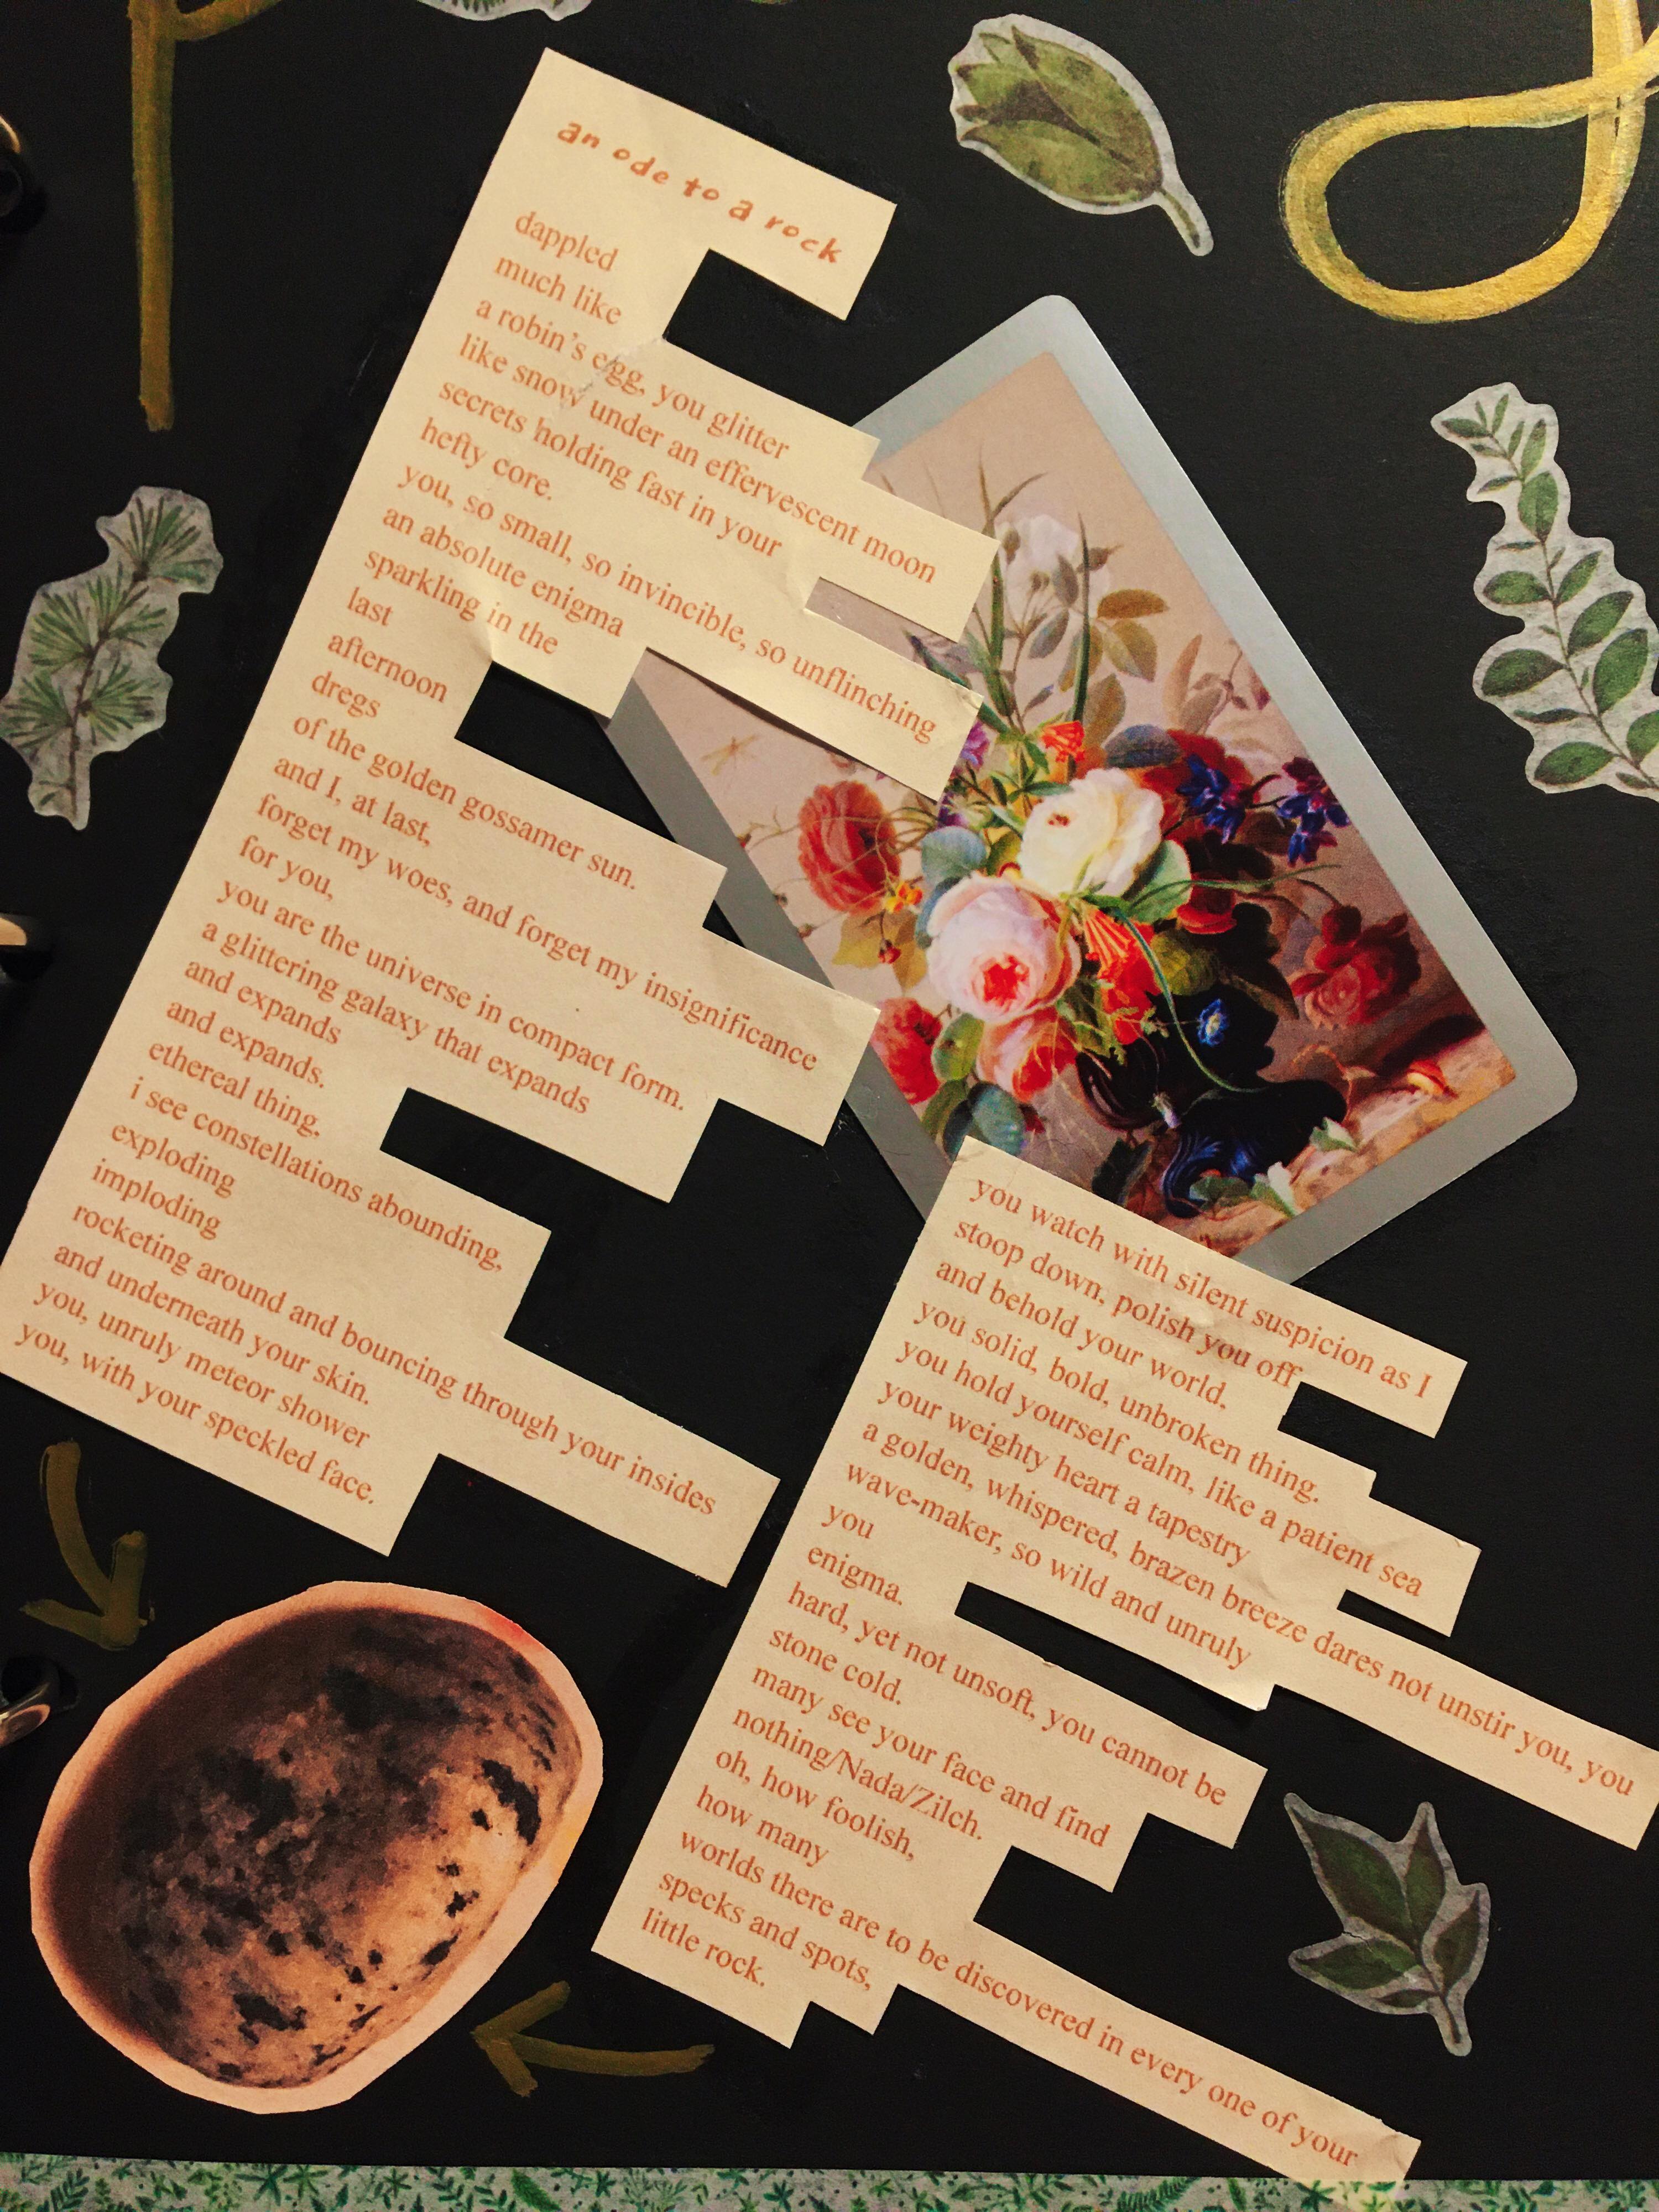 an ode to a rock
dappled
much like
a robin's egg, you glitter
like snow under an effervescent moon
secrets holding fast in your
hefty core.
you, so small, so invincible, so unflinching
an absolute enigma
sparkling in the
last
afternoon
dregs
of the golden gossamer sun.
and I, at last,
forget my woes, and forget my insignificance
for you,
you are the universe in compact form.
a glittering galaxy that expands
and expands
and expands.
ethereal thing,
i see constellations abounding,
exploding
imploding
rocketing around and bouncing through your insides
and underneath your skin.
you, unruly meteor shower
you, with your speckled face.
you watch with silent suspicion as I
stoop down, polish you off
and behold your world,
you solid, bold, unbroken thing.
you hold yourself calm, like a patient sea
your weighty heart a tapestry
a golden, whispered, brazen breeze dares not unstir you, you
wave-maker, so wild and unruly
you
enigma.
hard, yet not unsoft, you cannot be
stone cold.
many see your face and find
nothing/Nada/Zilch.
oh, how foolish,
how many
worlds there are to be discovered in every one of your
specks and spots,
little rock.